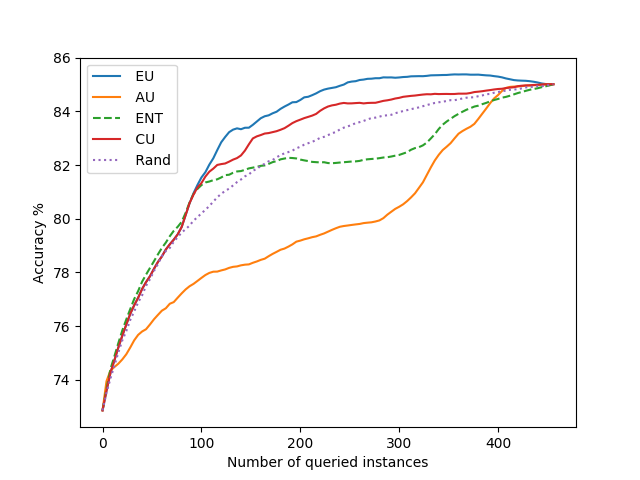 86
84
82
80
78
76
74
Accuracy %
EU
AU
ENT
CU
Rand
0
100
200
300
400
Number of queried instances